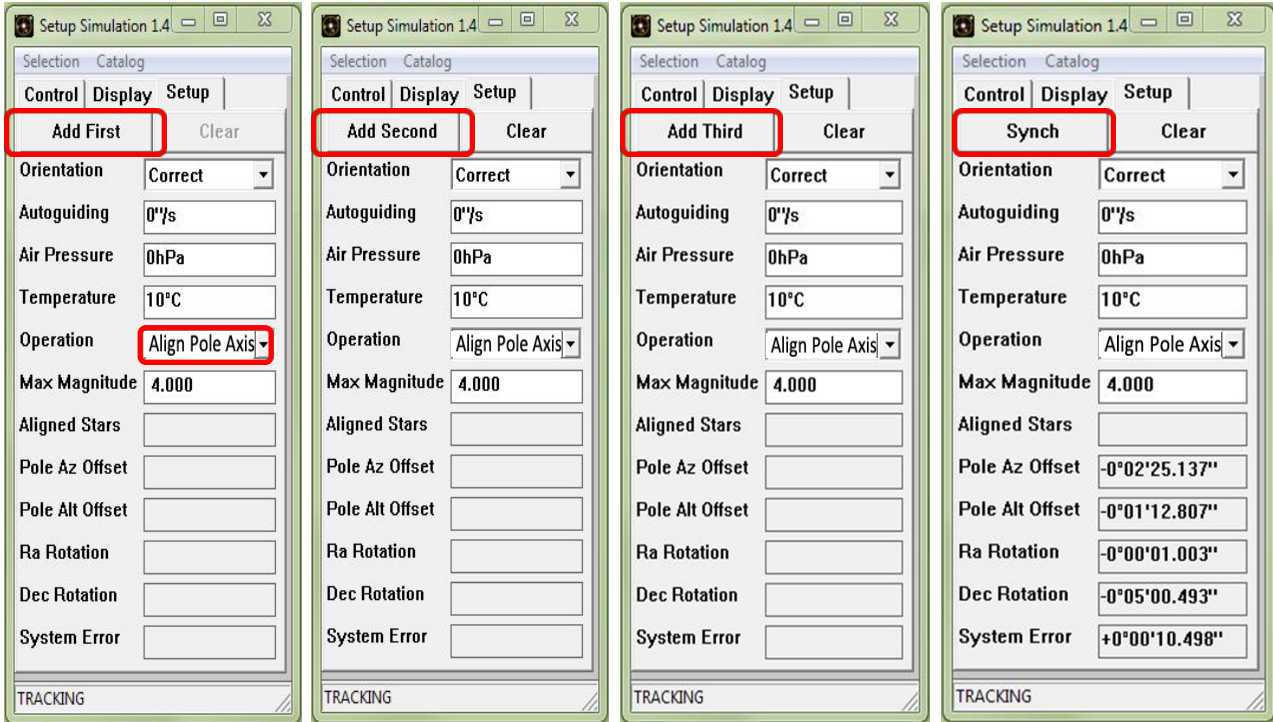 Setup Simulation 1.4
Selection Catalog
Control Display Setup
Add First Clear
Orientation Correct
Autoguiding 0''/s
Air Pressure 0hPa
Temperature 10°C
Operation Align Pole Axis
Max Magnitude 4.000
Aligned Stars
Pole Az Offset
Pole Alt Offset
Ra Rotation
Dec Rotation
System Error
TRACKING
Setup Simulation 1.4
Selection Catalog
Control Display Setup
Add Second Clear
Orientation Correct
Autoguiding 0''/s
Air Pressure 0hPa
Temperature 10°C
Operation Align Pole Axis
Max Magnitude 4.000
Aligned Stars
Pole Az Offset
Pole Alt Offset
Ra Rotation
Dec Rotation
System Error
TRACKING
Setup Simulation 1.4
Selection Catalog
Control Display Setup
Add Third Clear
Orientation Correct
Autoguiding 0''/s
Air Pressure 0hPa
Temperature 10°C
Operation Align Pole Axis
Max Magnitude 4.000
Aligned Stars
Pole Az Offset
Pole Alt Offset
Ra Rotation
Dec Rotation
System Error
TRACKING
Setup Simulation 1.4
Selection Catalog
Control Display Setup
Synch Clear
Orientation Correct
Autoguiding 0''/s
Air Pressure 0hPa
Temperature 10°C
Operation Align Pole Axis
Max Magnitude 4.000
Aligned Stars
Pole Az Offset -0°02'25.137''
Pole Alt Offset -0°01'12.807''
Ra Rotation -0°00'01.003''
Dec Rotation -0°05'00.493''
System Error +0°00'10.498''
TRACKING